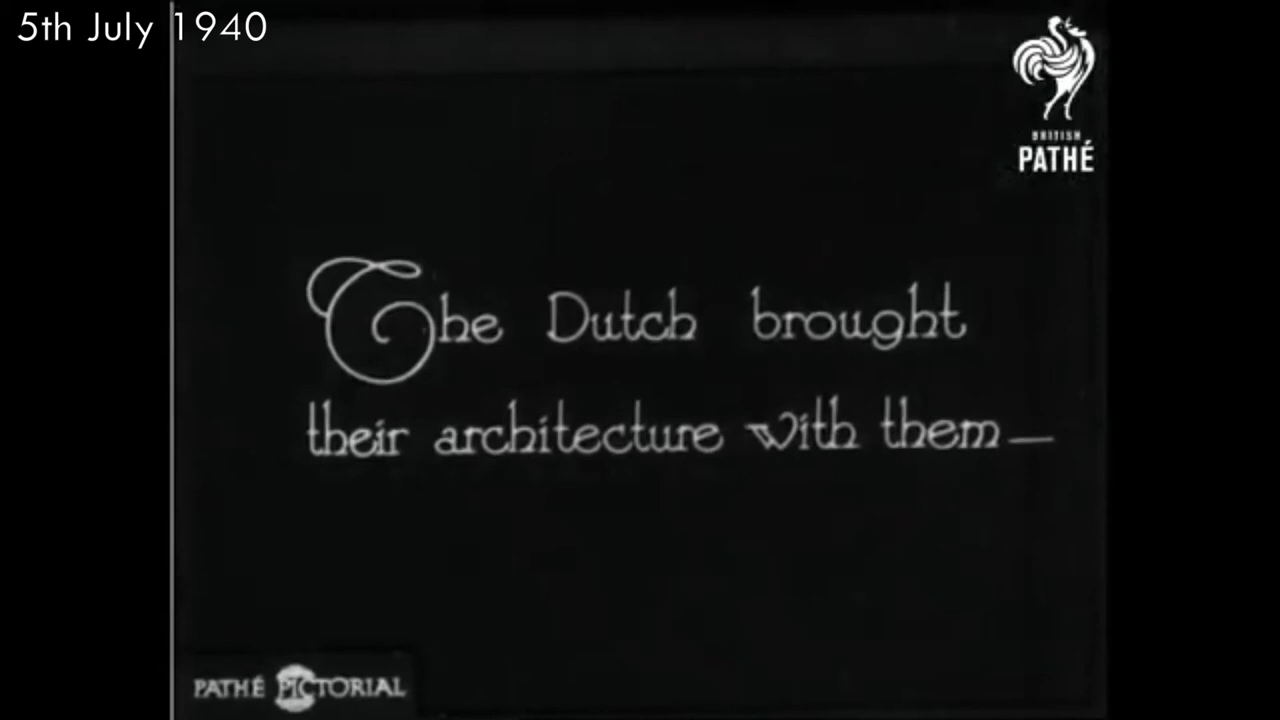 5th July 1940
BRITISH
PATHÉ
The Dutch brought
their architecture with them—
PATHÉ PICTORIAL